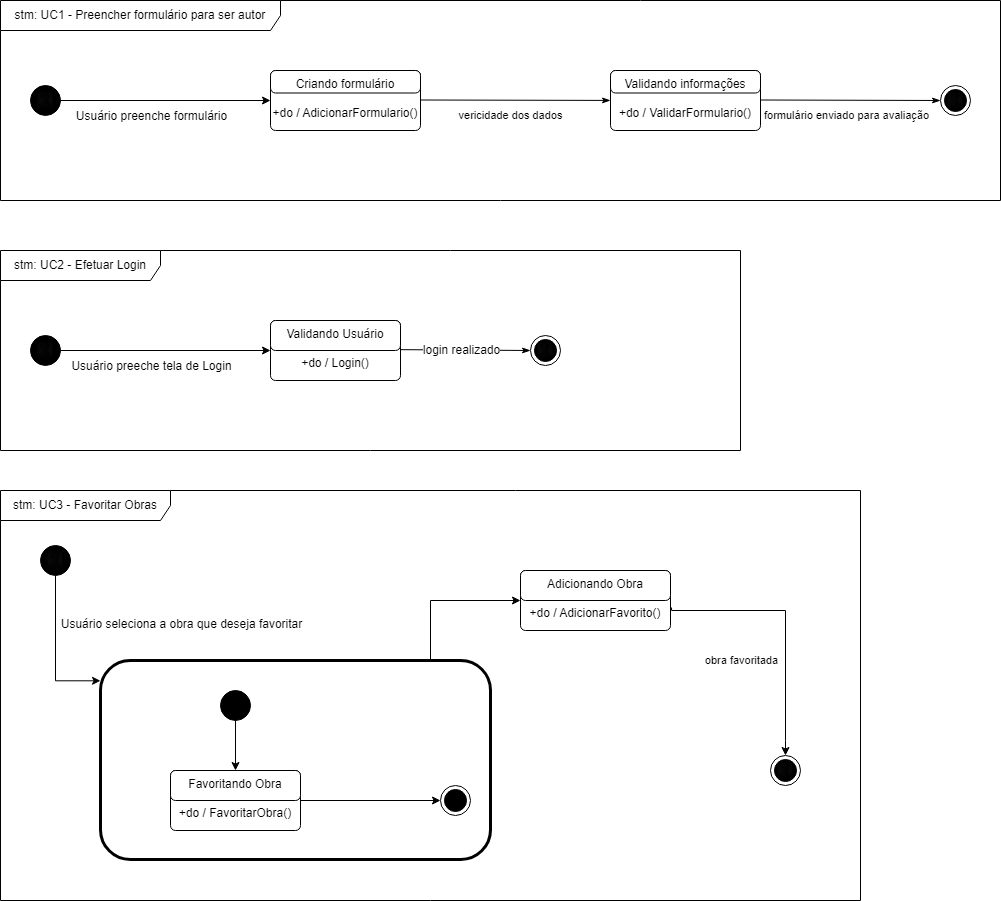 stm: UC1 - Preencher formulário para ser autor
Criando formulário
Validando informações
+do / AdicionarFormulario()
+do / ValidarFormulario()
Usuário preenche formulário
vericidade dos dados
formulário enviado para avaliação
stm: UC2 - Efetuar Login
Validando Usuário
login realizado
+do / Login()
Usuário preeche tela de Login
stm: UC3 - Favoritar Obras
Adicionando Obra
+do / AdicionarFavorito()
Usuário seleciona a obra que deseja favoritar
obra favoritada
Favoritando Obra
+do / FavoritarObra()